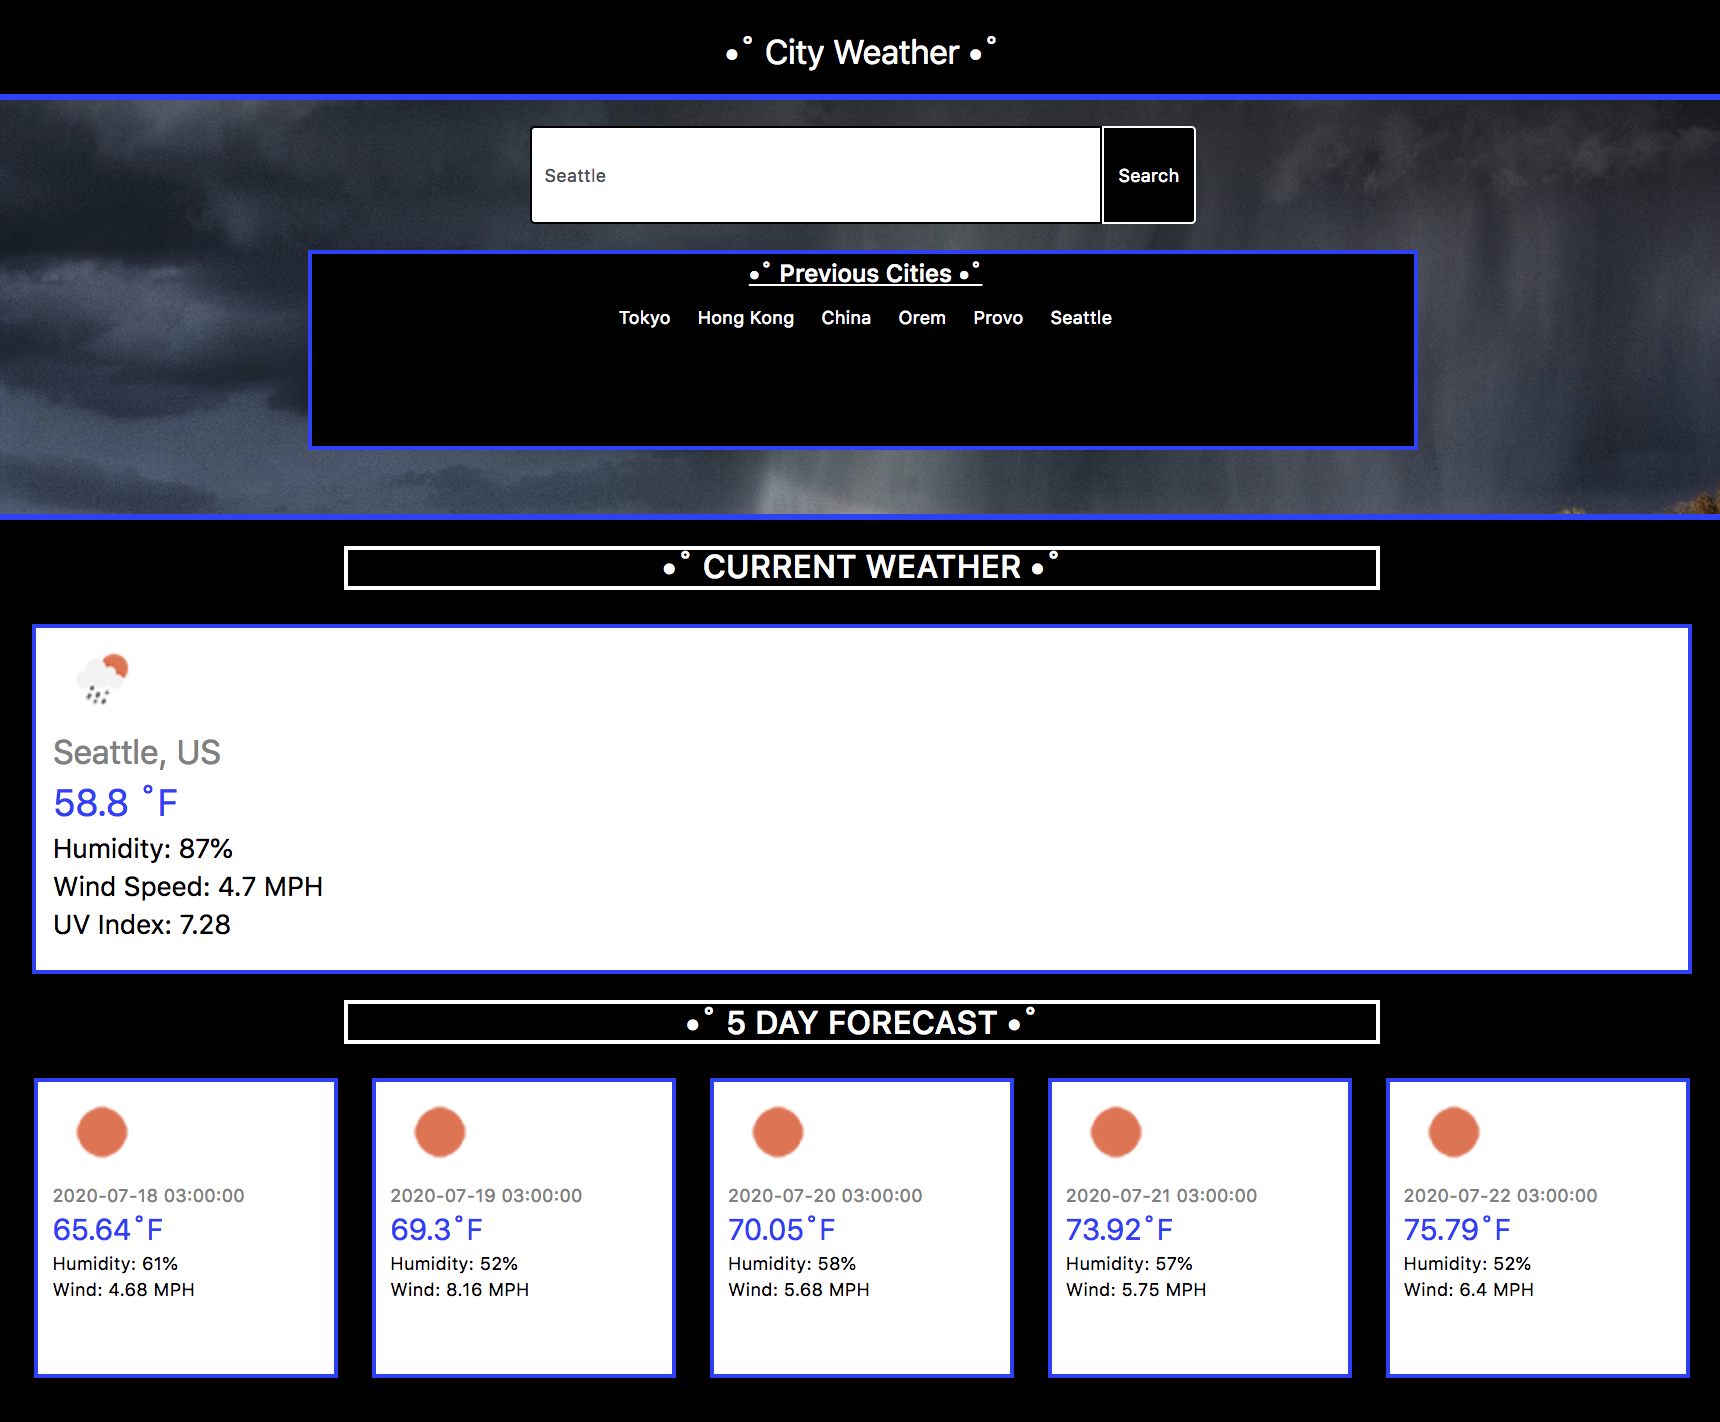 •˚ City Weather •˚
Seattle
Search
•˚ Previous Cities •˚
Tokyo Hong Kong China Orem Provo Seattle
•˚ CURRENT WEATHER •˚
Seattle, US
58.8 ˚F
Humidity: 87%
Wind Speed: 4.7 MPH
UV Index: 7.28
•˚ 5 DAY FORECAST •˚
2020-07-18 03:00:00
65.64˚F
Humidity: 61%
Wind: 4.68 MPH
2020-07-19 03:00:00
69.3˚F
Humidity: 52%
Wind: 8.16 MPH
2020-07-20 03:00:00
70.05˚F
Humidity: 58%
Wind: 5.68 MPH
2020-07-21 03:00:00
73.92˚F
Humidity: 57%
Wind: 5.75 MPH
2020-07-22 03:00:00
75.79˚F
Humidity: 52%
Wind: 6.4 MPH